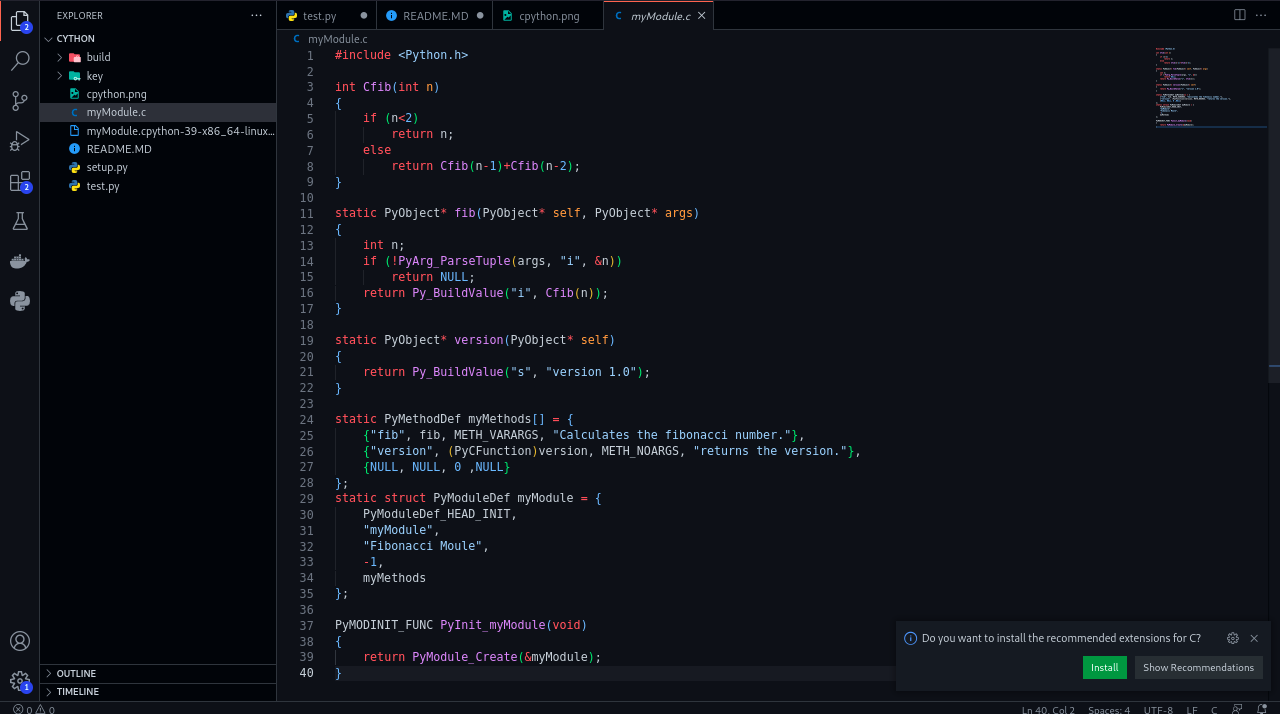 EXPLORER
CYTHON
build
key
cpython.png
myModule.c
myModule.cpython-39-x86_64-linux...
README.MD
setup.py
test.py
OUTLINE
TIMELINE
2
2
1
test.py
README.MD
cpython.png
myModule.c
myModule.c
1 #include <Python.h>
2
3 int Cfib(int n)
4 {
5     if (n<2)
6         return n;
7     else
8         return Cfib(n-1)+Cfib(n-2);
9 }
10
11 static PyObject* fib(PyObject* self, PyObject* args)
12 {
13     int n;
14     if (!PyArg_ParseTuple(args, "i", &n))
15         return NULL;
16     return Py_BuildValue("i", Cfib(n));
17 }
18
19 static PyObject* version(PyObject* self)
20 {
21     return Py_BuildValue("s", "version 1.0");
22 }
23
24 static PyMethodDef myMethods[] = {
25     {"fib", fib, METH_VARARGS, "Calculates the fibonacci number."},
26     {"version", (PyCFunction)version, METH_NOARGS, "returns the version."},
27     {NULL, NULL, 0 ,NULL}
28 };
29 static struct PyModuleDef myModule = {
30     PyModuleDef_HEAD_INIT,
31     "myModule",
32     "Fibonacci Moule",
33     -1,
34     myMethods
35 };
36
37 PyMODINIT_FUNC PyInit_myModule(void)
38 {
39     return PyModule_Create(&myModule);
40 }
Do you want to install the recommended extensions for C?
Install
Show Recommendations
0 0
Ln 40, Col 2 Spaces: 4 UTF-8 LF C